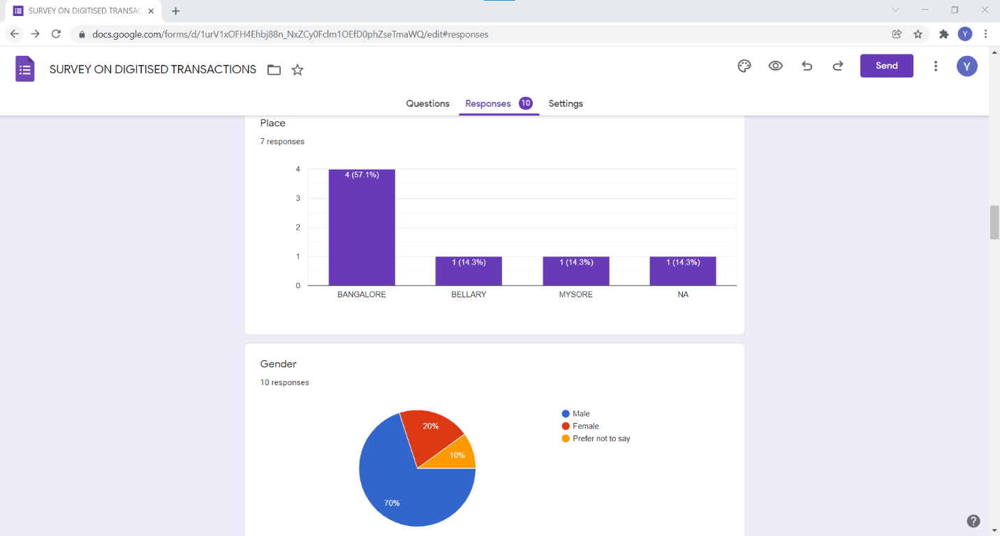 SURVEY ON DIGITISED TRANSAC
docs.google.com/forms/d/1urV1xOFH4Ehbj88n_NxZCy0Fclm1OEfD0phZseTmaWQ/edit#responses
Y
SURVEY ON DIGITISED TRANSACTIONS
Send
Y
Questions Responses 10 Settings
Place
7 responses
4
3
2
1
0
4 (57.1%)
1 (14.3%)
1 (14.3%)
1 (14.3%)
BANGALORE BELLARY MYSORE NA
Gender
10 responses
20%
10%
70%
Male
Female
Prefer not to say
?